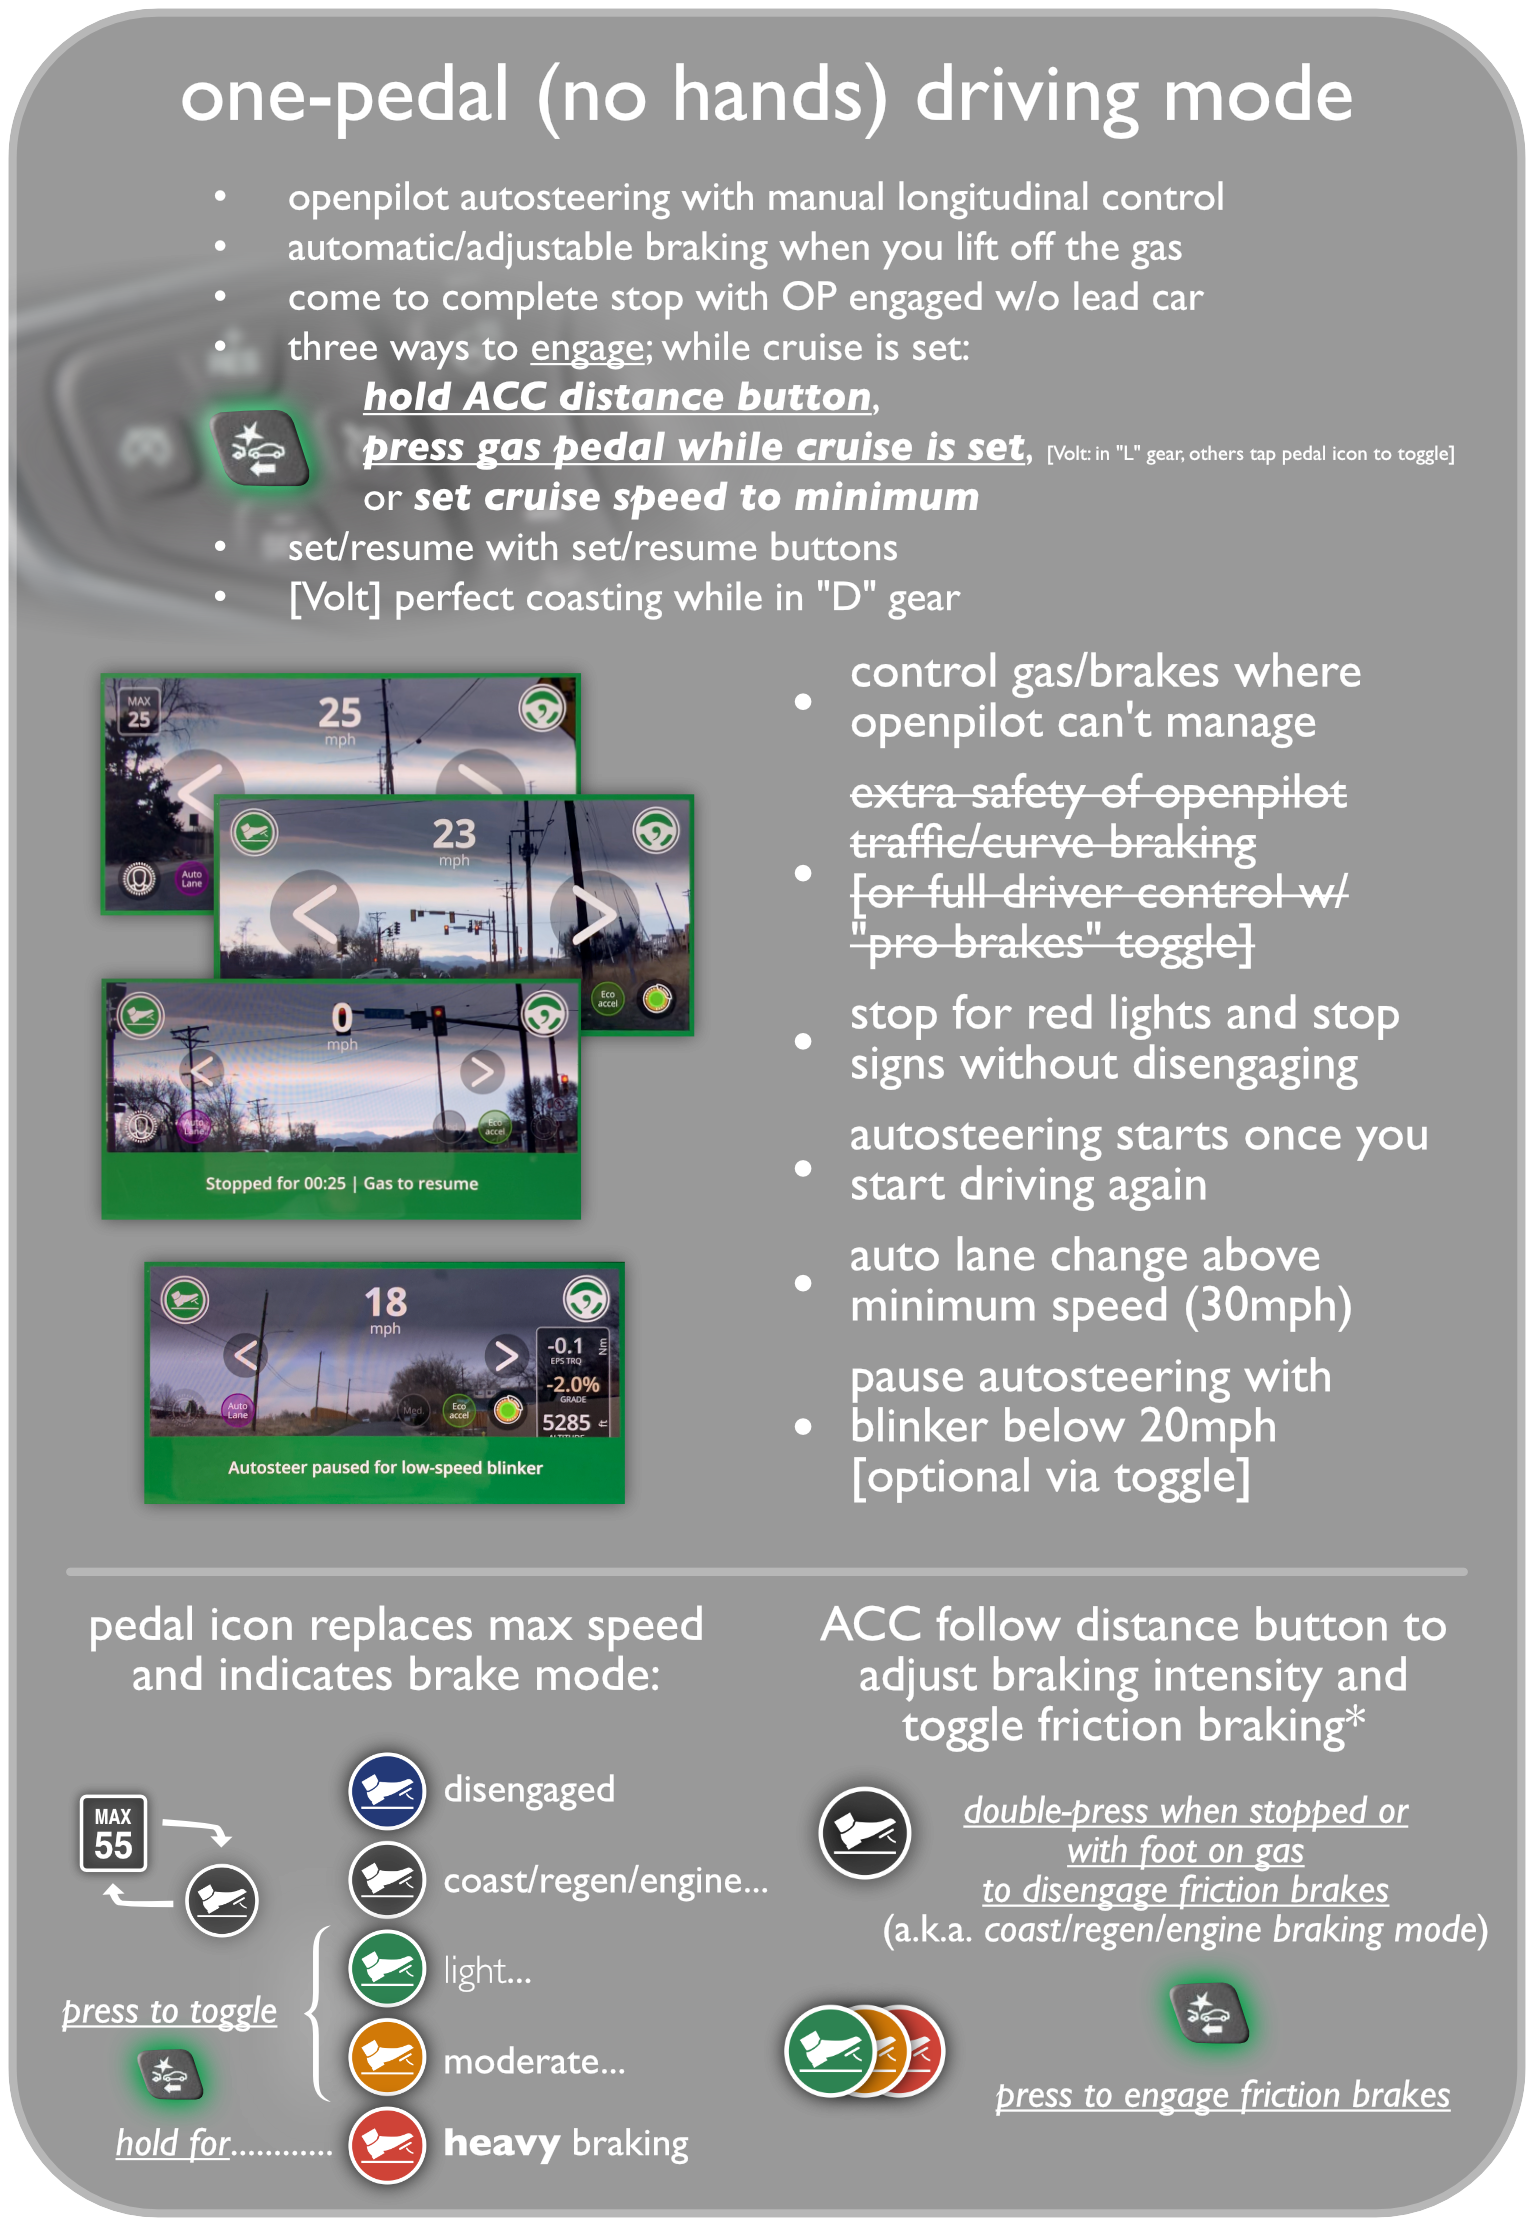 one-pedal (no hands) driving mode
• openpilot autosteering with manual longitudinal control
• automatic/adjustable braking when you lift off the gas
• come to complete stop with OP engaged w/o lead car
• three ways to engage; while cruise is set:
hold ACC distance button,
press gas pedal while cruise is set, [Volt: in "L" gear, others tap pedal icon to toggle]
or set cruise speed to minimum
• set/resume with set/resume buttons
• [Volt] perfect coasting while in "D" gear
MAX
25
25
mph
Auto
Lane
23
mph
Eco
accel
0
mph
Auto
Lane
Eco
accel
Stopped for 00:25 | Gas to resume
18
mph
-0.1
Nm
EPS TRQ
-2.0%
GRADE
5285
ft
ALTITUDE
Auto
Lane
Med.
Eco
accel
Autosteer paused for low-speed blinker
• control gas/brakes where
openpilot can't manage
• extra safety of openpilot
traffic/curve braking
[or full driver control w/
"pro brakes" toggle]
• stop for red lights and stop
signs without disengaging
• autosteering starts once you
start driving again
• auto lane change above
minimum speed (30mph)
• pause autosteering with
blinker below 20mph
[optional via toggle]
pedal icon replaces max speed
and indicates brake mode:
MAX
55
disengaged
coast/regen/engine...
light...
moderate...
heavy braking
press to toggle
hold for............
ACC follow distance button to
adjust braking intensity and
toggle friction braking*
double-press when stopped or
with foot on gas
to disengage friction brakes
(a.k.a. coast/regen/engine braking mode)
press to engage friction brakes